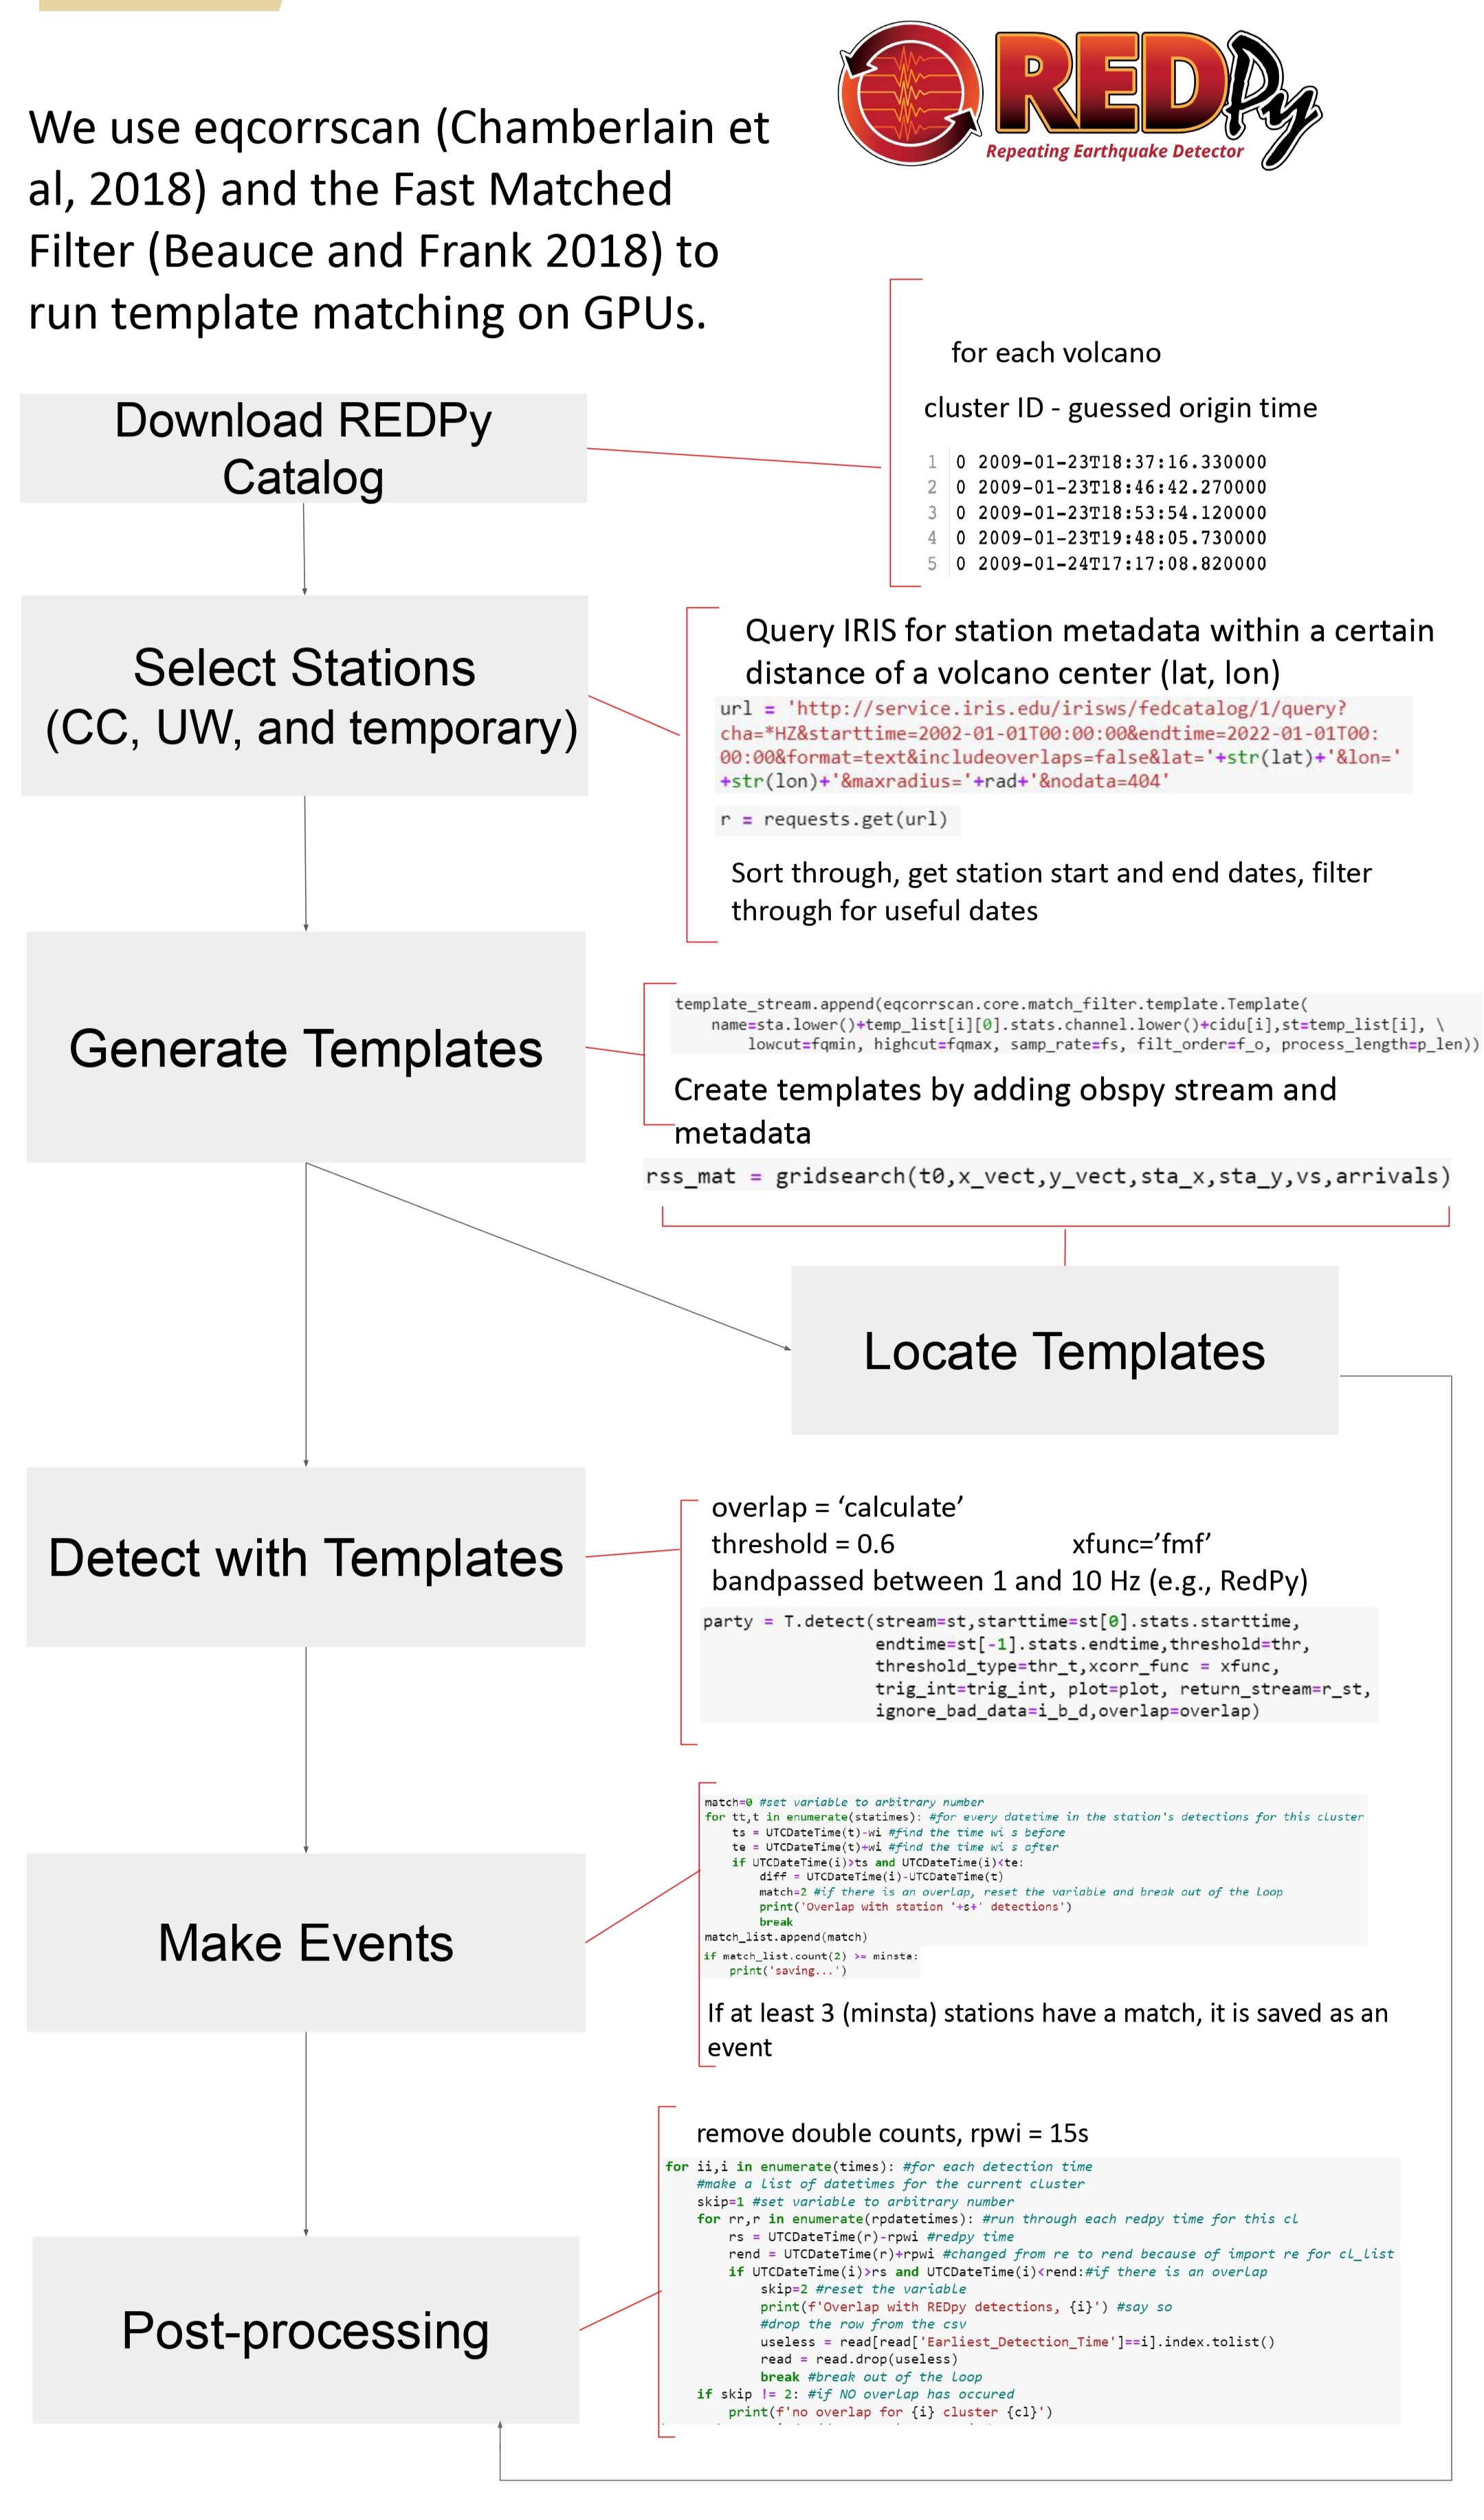 REDPy
Repeating Earthquake Detector
We use eqcorrscan (Chamberlain et
al, 2018) and the Fast Matched
Filter (Beauce and Frank 2018) to
run template matching on GPUs.
Download REDPy
Catalog
for each volcano
cluster ID - guessed origin time
1 0 2009-01-23T18:37:16.330000
2 0 2009-01-23T18:46:42.270000
3 0 2009-01-23T18:53:54.120000
4 0 2009-01-23T19:48:05.730000
5 0 2009-01-24T17:17:08.820000
Select Stations
(CC, UW, and temporary)
Query IRIS for station metadata within a certain
distance of a volcano center (lat, lon)
url = 'http://service.iris.edu/irisws/fedcatalog/1/query?
cha=*HZ&starttime=2002-01-01T00:00:00&endtime=2022-01-01T00:
00:00&format=text&includeoverlaps=false&lat='+str(lat)+'&lon='
+str(lon)+'&maxradius='+rad+'&nodata=404'
r = requests.get(url)
Sort through, get station start and end dates, filter
through for useful dates
Generate Templates
template_stream.append(eqcorrscan.core.match_filter.template.Template(
name=sta.lower()+temp_list[i][0].stats.channel.lower()+cidu[i],st=temp_list[i], \
lowcut=fqmin, highcut=fqmax, samp_rate=fs, filt_order=f_o, process_length=p_len))
Create templates by adding obspy stream and
metadata
rss_mat = gridsearch(t0,x_vect,y_vect,sta_x,sta_y,vs,arrivals)
Locate Templates
Detect with Templates
overlap = ‘calculate’
threshold = 0.6 xfunc=’fmf’
bandpassed between 1 and 10 Hz (e.g., RedPy)
party = T.detect(stream=st,starttime=st[0].stats.starttime,
endtime=st[-1].stats.endtime,threshold=thr,
threshold_type=thr_t,xcorr_func = xfunc,
trig_int=trig_int, plot=plot, return_stream=r_st,
ignore_bad_data=i_b_d,overlap=overlap)
Make Events
match=0 #set variable to arbitrary number
for tt,t in enumerate(statimes): #for every datetime in the station's detections for this cluster
ts = UTCDateTime(t)-wi #find the time wi s before
te = UTCDateTime(t)+wi #find the time wi s after
if UTCDateTime(i)>ts and UTCDateTime(i)<te:
diff = UTCDateTime(i)-UTCDateTime(t)
match=2 #if there is an overlap, reset the variable and break out of the loop
print('Overlap with station '+s+' detections')
break
match_list.append(match)
if match_list.count(2) >= minsta:
print('saving...')
If at least 3 (minsta) stations have a match, it is saved as an
event
Post-processing
remove double counts, rpwi = 15s
for ii,i in enumerate(times): #for each detection time
#make a list of datetimes for the current cluster
skip=1 #set variable to arbitrary number
for rr,r in enumerate(rpdatetimes): #run through each redpy time for this cl
rs = UTCDateTime(r)-rpwi #redpy time
rend = UTCDateTime(r)+rpwi #changed from re to rend because of import re for cl_list
if UTCDateTime(i)>rs and UTCDateTime(i)<rend:#if there is an overlap
skip=2 #reset the variable
print(f'Overlap with REDpy detections, {i}') #say so
#drop the row from the csv
useless = read[read['Earliest_Detection_Time']==i].index.tolist()
read = read.drop(useless)
break #break out of the loop
if skip != 2: #if NO overlap has occured
print(f'no overlap for {i} cluster {cl}')